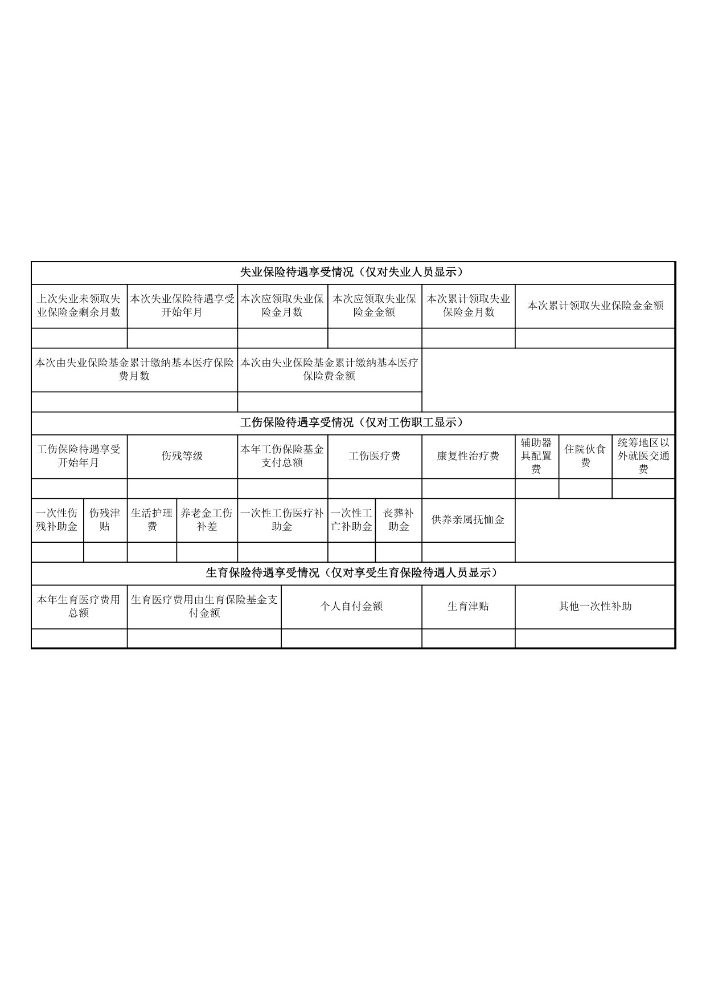 失业保险待遇享受情况（仅对失业人员显示）
上次失业未领取失
业保险金剩余月数
本次失业保险待遇享受
开始年月
本次应领取失业保
险金月数
本次应领取失业保
险金金额
本次累计领取失业
保险金月数
本次累计领取失业保险金金额
本次由失业保险基金累计缴纳基本医疗保险
费月数
本次由失业保险基金累计缴纳基本医疗
保险费金额
工伤保险待遇享受情况（仅对工伤职工显示）
工伤保险待遇享受
开始年月
伤残等级
本年工伤保险基金
支付总额
工伤医疗费
康复性治疗费
辅助器
具配置
费
住院伙食
费
统筹地区以
外就医交通
费
一次性伤
残补助金
伤残津
贴
生活护理
费
养老金工伤
补差
一次性工伤医疗补
助金
一次性工
亡补助金
丧葬补
助金
供养亲属抚恤金
生育保险待遇享受情况（仅对享受生育保险待遇人员显示）
本年生育医疗费用
总额
生育医疗费用由生育保险基金支
付金额
个人自付金额
生育津贴
其他一次性补助